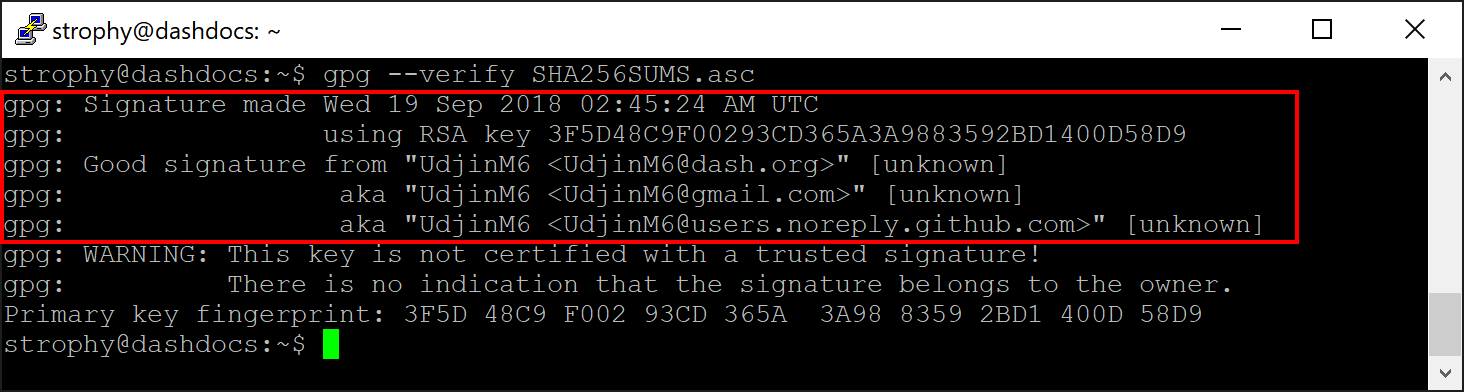 strophy@dashdocs: ~
strophy@dashdocs:~$ gpg --verify SHA256SUMS.asc
gpg: Signature made Wed 19 Sep 2018 02:45:24 AM UTC
gpg:                using RSA key 3F5D48C9F00293CD365A3A9883592BD1400D58D9
gpg: Good signature from "UdjinM6 <UdjinM6@dash.org>" [unknown]
gpg:                 aka "UdjinM6 <UdjinM6@gmail.com>" [unknown]
gpg:                 aka "UdjinM6 <UdjinM6@users.noreply.github.com>" [unknown]
gpg: WARNING: This key is not certified with a trusted signature!
gpg:          There is no indication that the signature belongs to the owner.
Primary key fingerprint: 3F5D 48C9 F002 93CD 365A  3A98 8359 2BD1 400D 58D9
strophy@dashdocs:~$